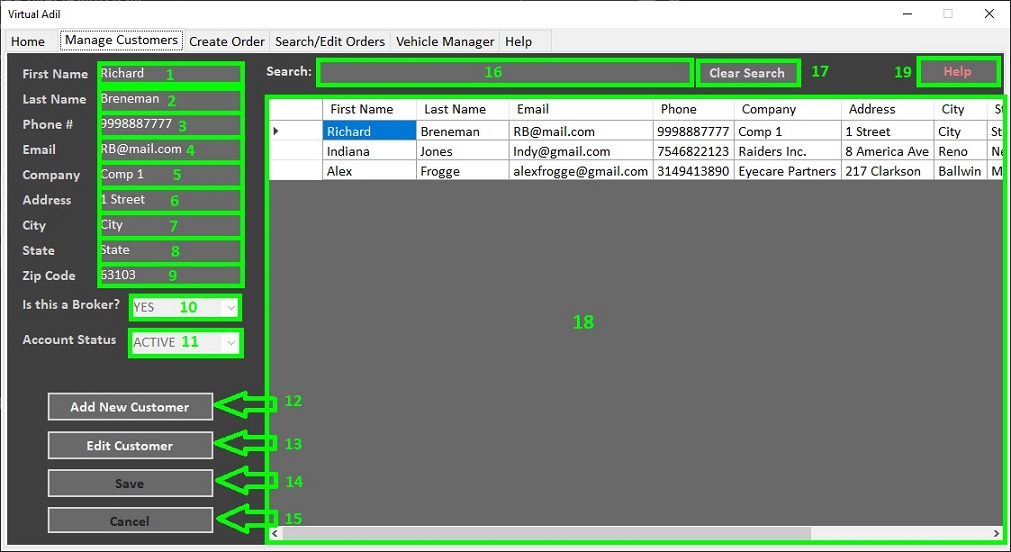 Virtual Adil
Home Manage Customers Create Order Search/Edit Orders Vehicle Manager Help
First Name Richard 1
Last Name Breneman 2
Phone # 9998887777 3
Email RB@mail.com 4
Company Comp 1 5
Address 1 Street 6
City City 7
State State 8
Zip Code 63103 9
Is this a Broker? YES 10
Account Status ACTIVE 11
Add New Customer 12
Edit Customer 13
Save 14
Cancel 15
Search: 16 Clear Search 17 19 Help
First Name Last Name Email Phone Company Address City St
Richard Breneman RB@mail.com 9998887777 Comp 1 1 Street City St
Indiana Jones Indy@gmail.com 7546822123 Raiders Inc. 8 America Ave Reno Ne
Alex Frogge alexfrogge@gmail.com 3149413890 Eyecare Partners 217 Clarkson Ballwin M
18